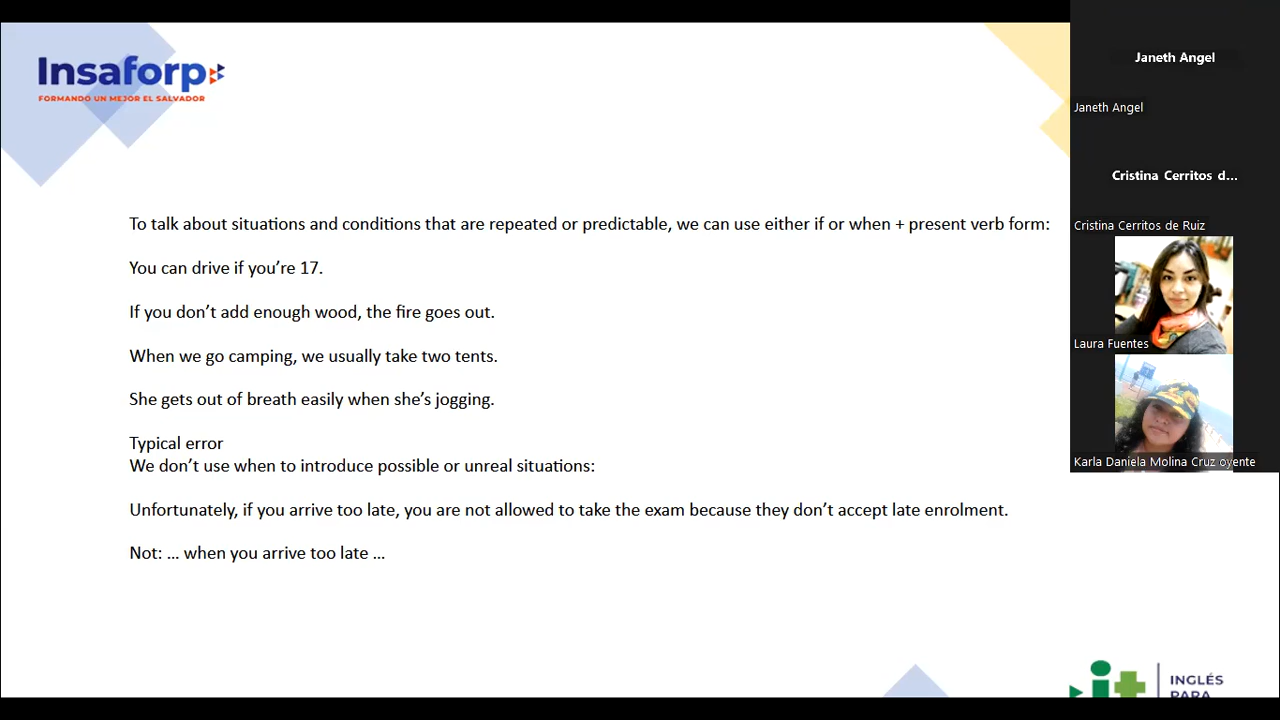 Insaforp
FORMANDO UN MEJOR EL SALVADOR
To talk about situations and conditions that are repeated or predictable, we can use either if or when + present verb form:
You can drive if you’re 17.
If you don’t add enough wood, the fire goes out.
When we go camping, we usually take two tents.
She gets out of breath easily when she’s jogging.
Typical error
We don’t use when to introduce possible or unreal situations:
Unfortunately, if you arrive too late, you are not allowed to take the exam because they don’t accept late enrolment.
Not: … when you arrive too late …
Janeth Angel
Janeth Angel
Cristina Cerritos d...
Cristina Cerritos de Ruiz
Laura Fuentes
Karla Daniela Molina Cruz oyente
it
INGLÉS
PARA